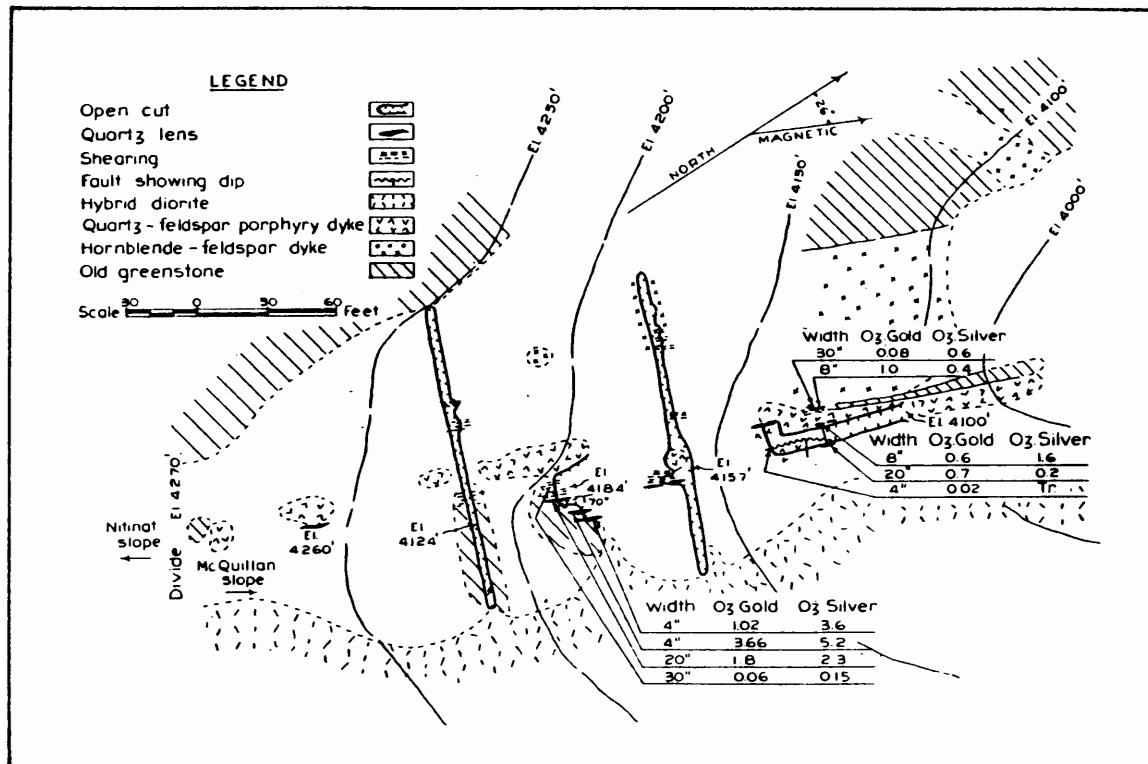 LEGEND
Open cut
Quartz lens
Shearing
Fault showing dip
Hybrid diorite
Quartz-feldspar porphyry dyke
Hornblende-feldspar dyke
Old greenstone
Scale 30 0 30 60 Feet
El 4250'
El 4200'
El 4150'
El 4100'
El 4000'
NORTH
26°
MAGNETIC
Width Oz Gold Oz. Silver
30" 0.08 0.6
8" 1.0 0.4
El 4100'
Width Oz. Gold Oz. Silver
8" 0.6 1.6
20" 0.7 0.2
4" 0.02 Tr.
El 4157'
El 4184'
70°
El 4124'
El. 4260'
Divide El 4270'
Nitinat slope
McQuillan slope
Width Oz Gold Oz Silver
4" 1.02 3.6
4" 3.66 5.2
20" 1.8 2.3
30" 0.06 0.15